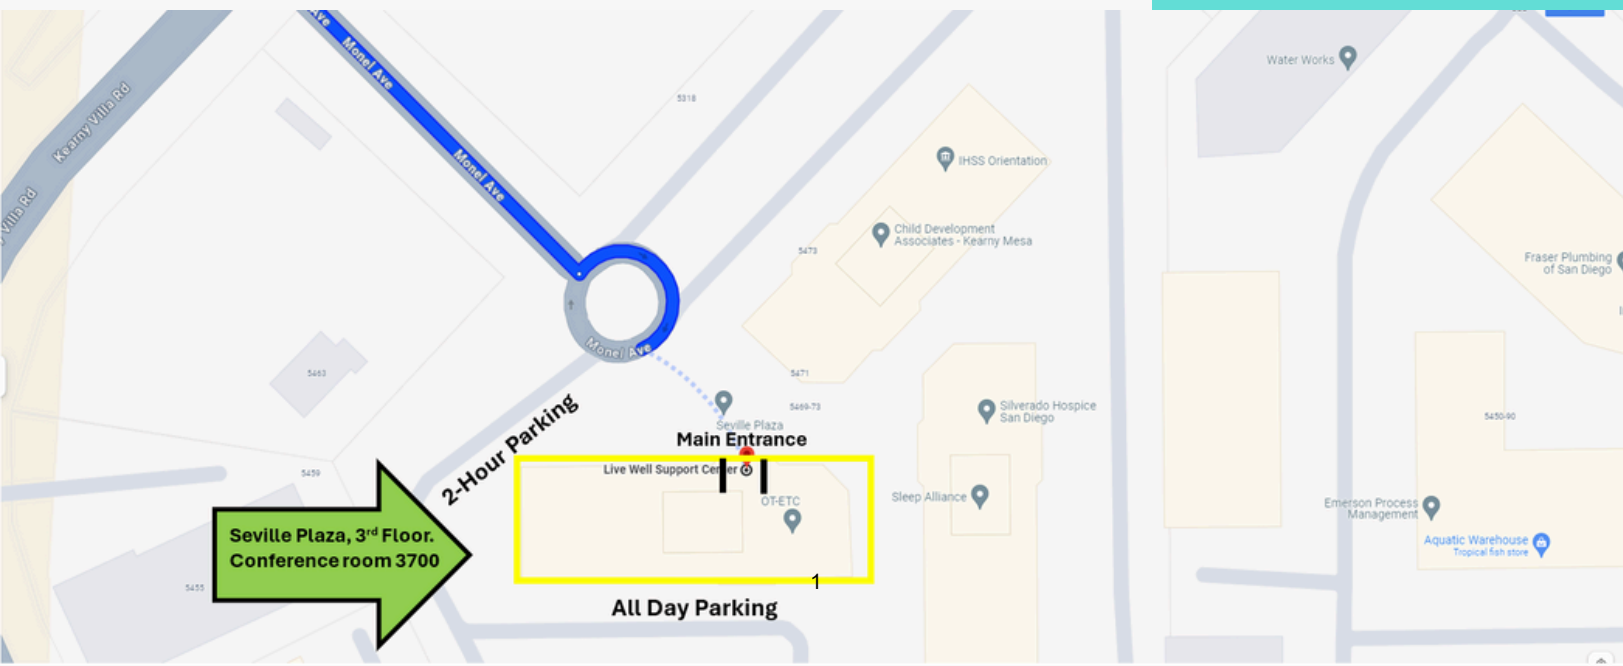 Ave
Monel Ave
Kearny Villa Rd
Monel Ave
Villa Rd
5318
Water Works
IHSS Orientation
Child Development
Associates - Kearny Mesa
5473
Fraser Plumbing
of San Diego
Monel Ave
5463
5471
5469-73
Silverado Hospice
San Diego
5450-90
2-Hour Parking
Seville Plaza
Main Entrance
Live Well Support Center
5459
OT-ETC
Sleep Alliance
Emerson Process
Management
Aquatic Warehouse
Tropical fish store
Seville Plaza, 3rd Floor.
Conference room 3700
5455
1
All Day Parking